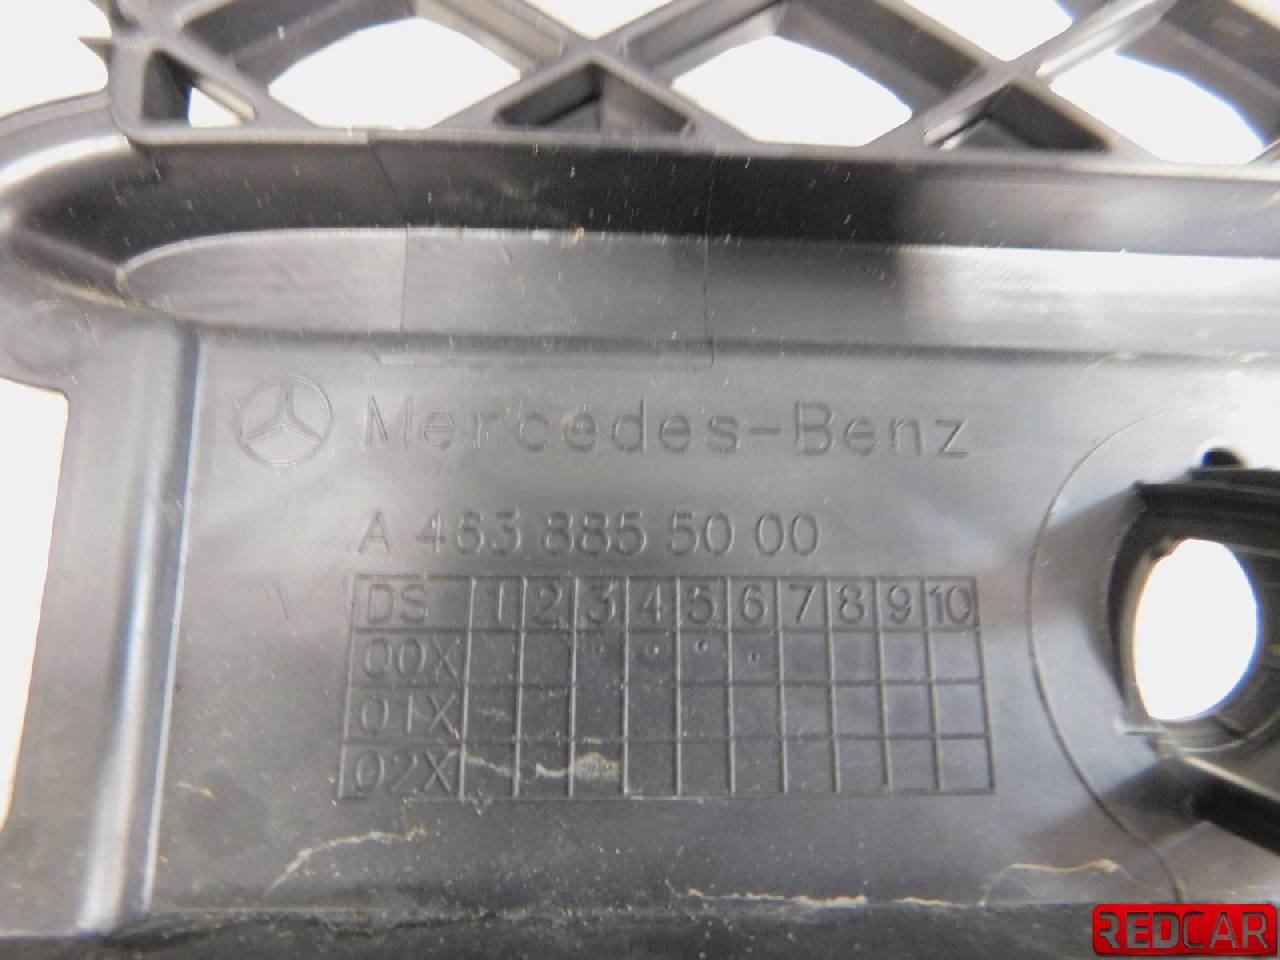 Mercedes-Benz
A 463 885 50 00
DS 1 2 3 4 5 6 7 8 9 10
00X
01X
02X
REDCAR